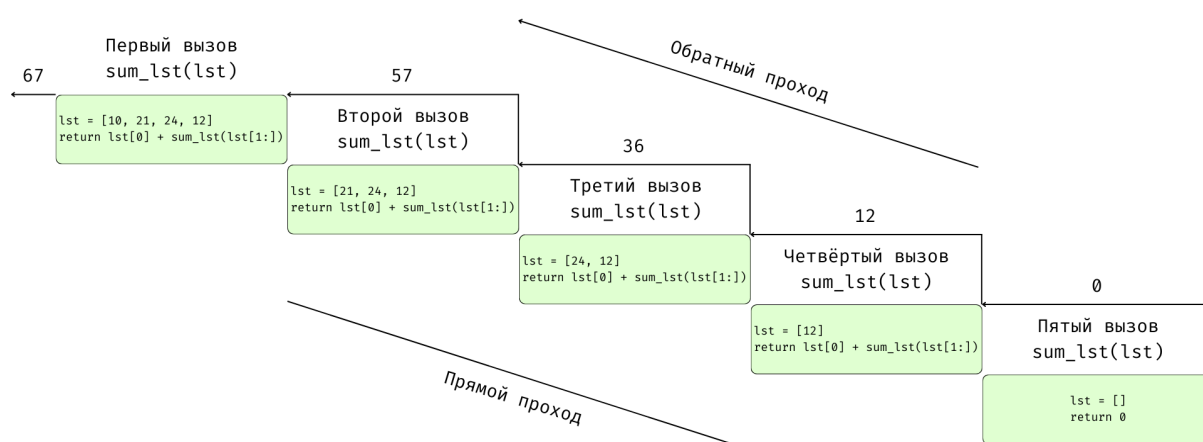 Первый вызов
sum_lst(lst)
67
lst = [10, 21, 24, 12]
return lst[0] + sum_lst(lst[1:])
57
Второй вызов
sum_lst(lst)
lst = [21, 24, 12]
return lst[0] + sum_lst(lst[1:])
Обратный проход
36
Третий вызов
sum_lst(lst)
lst = [24, 12]
return lst[0] + sum_lst(lst[1:])
12
Четвёртый вызов
sum_lst(lst)
lst = [12]
return lst[0] + sum_lst(lst[1:])
0
Пятый вызов
sum_lst(lst)
lst = []
return 0
Прямой проход